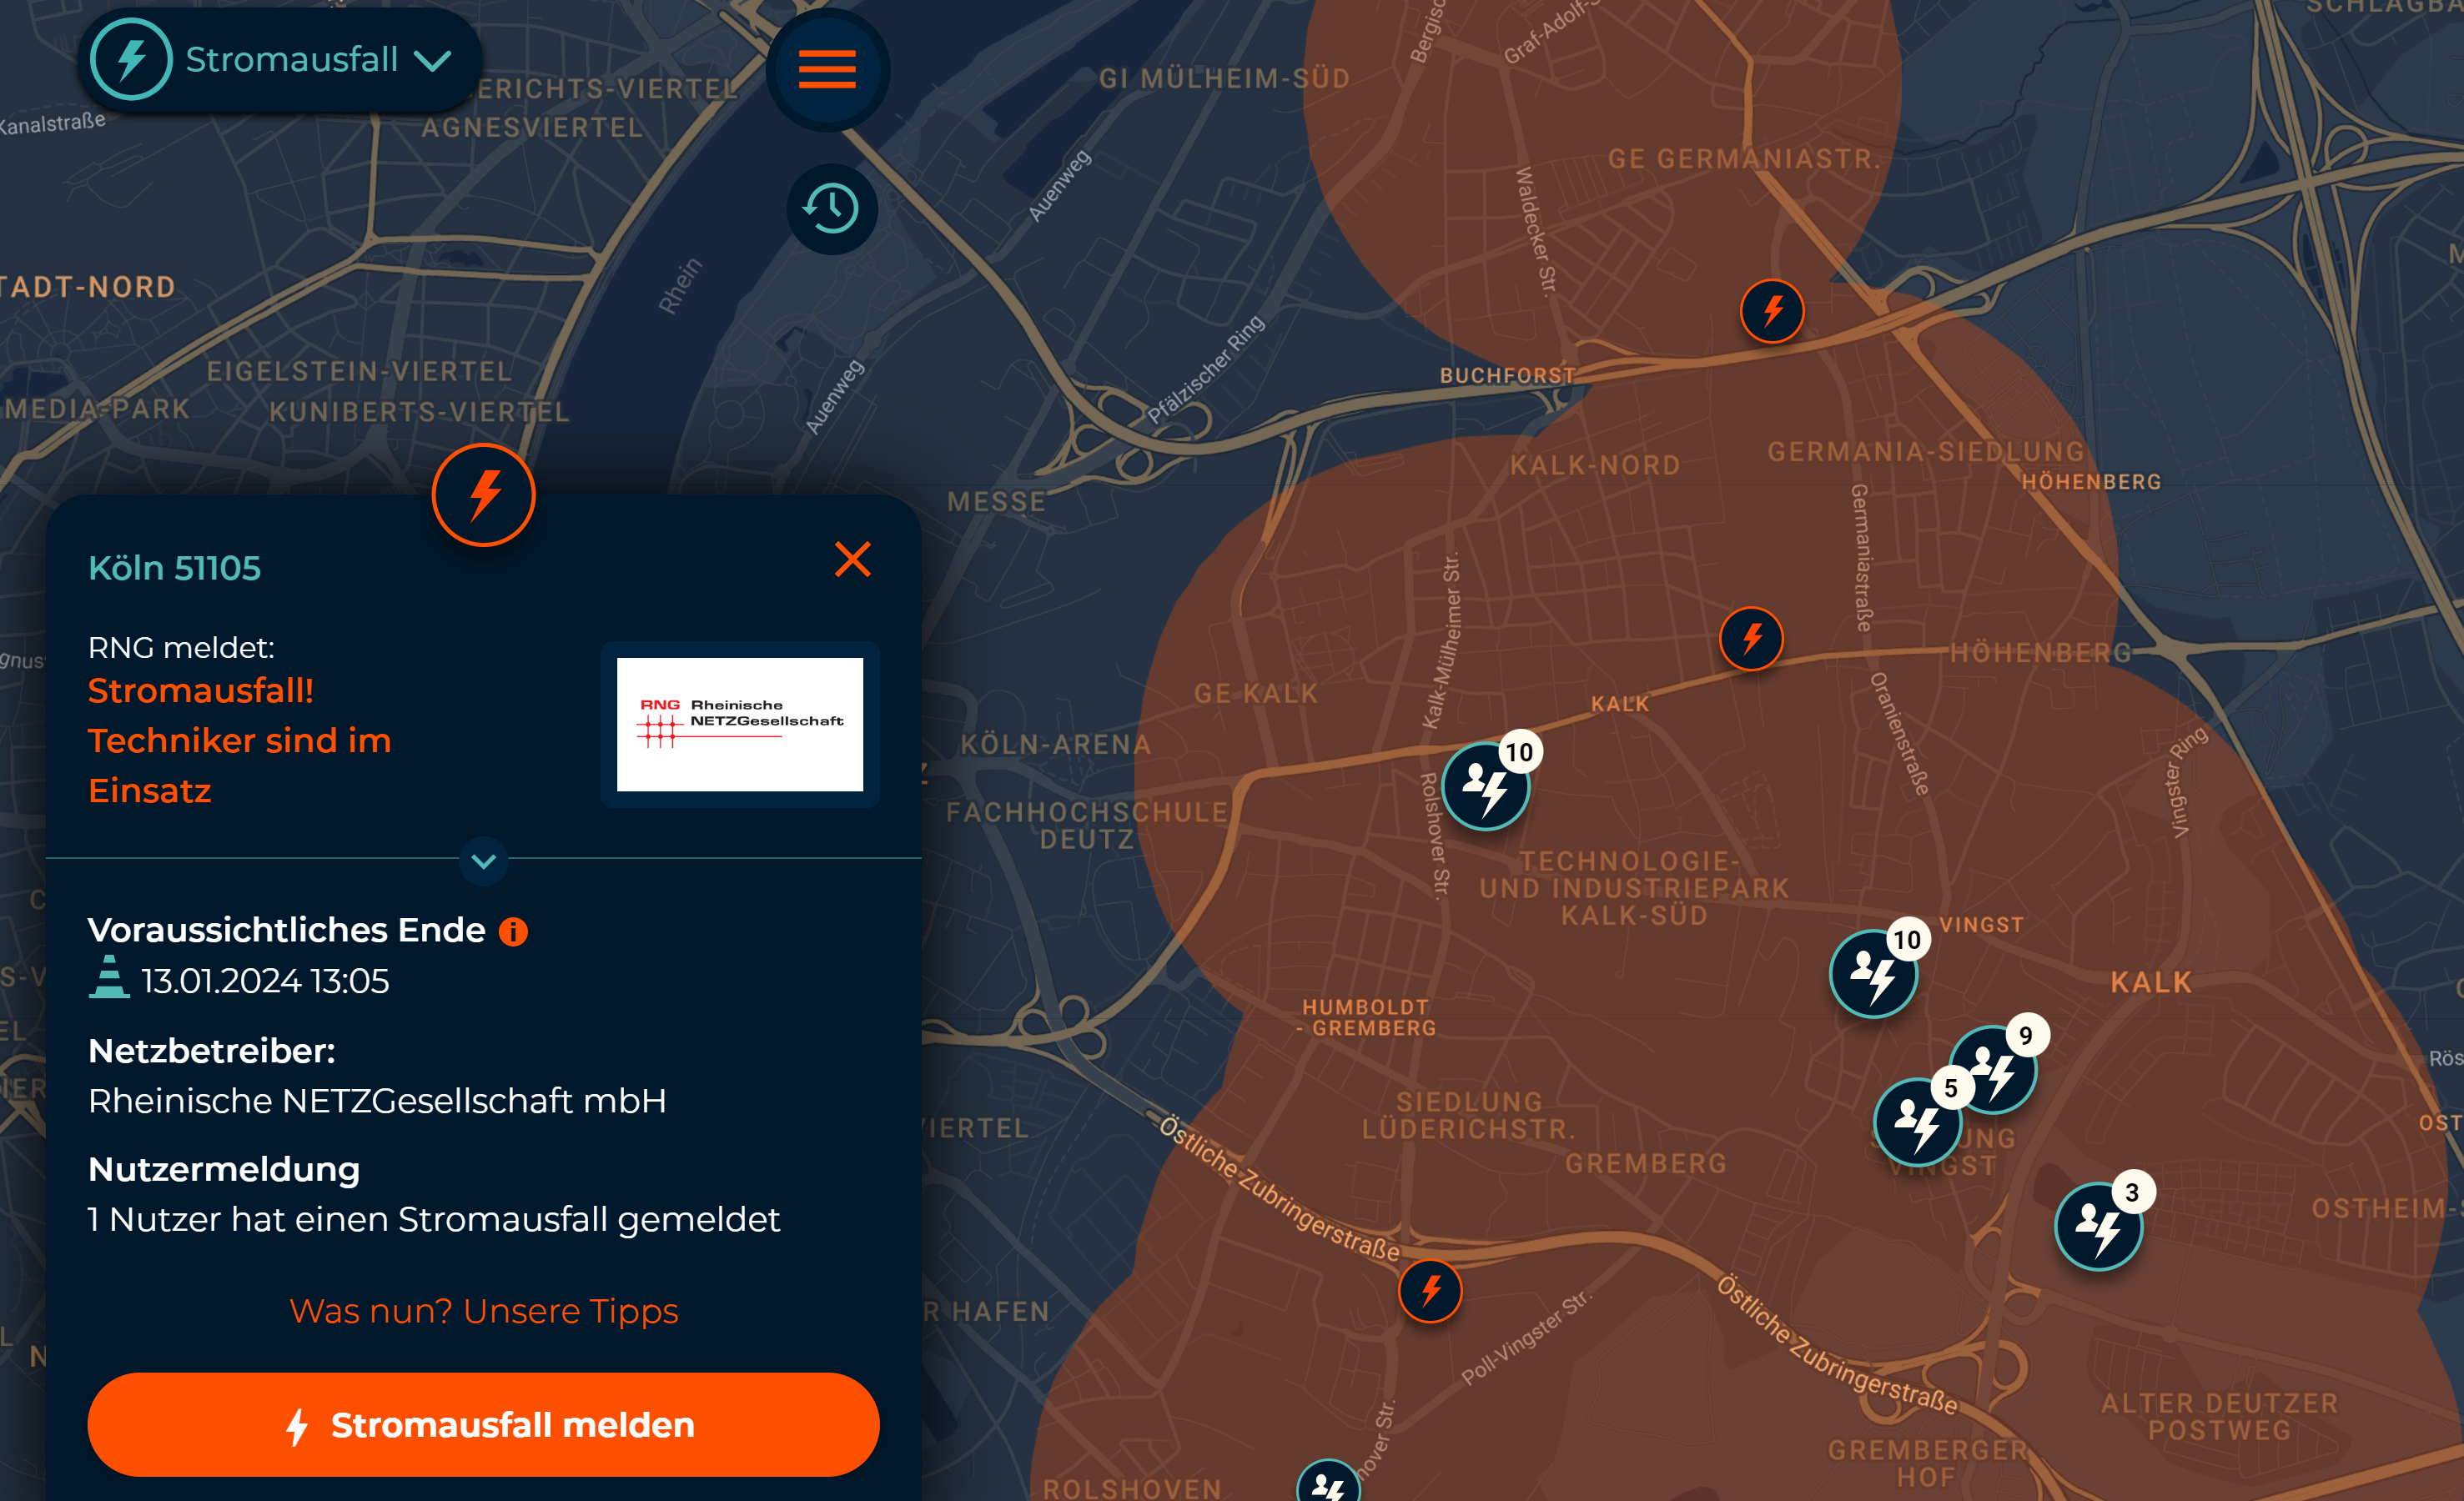 Stromausfall
Kanalstraße
AGNESVIERTEL
GI MÜLHEIM-SÜD
Auenweg
Rhein
EIGELSTEIN-VIERTEL
MEDIA-PARK
KUNIBERTS-VIERTEL
Auenweg
Pfälzischer Ring
MESSE
Waldecker Str.
GE GERMANIASTR.
BUCHFORST
KALK-NORD
GERMANIA-SIEDLUNG
HÖHENBERG
Germaniastraße
HÖHENBERG
Kalk-Mülheimer Str.
GE KALK
KALK
Oranienstraße
Vingster Ring
KÖLN-ARENA
FACHHOCHSCHULE
DEUTZ
10
Rolshover Str.
TECHNOLOGIE-
UND INDUSTRIEPARK
KALK-SÜD
10
VINGST
KALK
9
5
VINGST
3
HUMBOLDT
- GREMBERG
SIEDLUNG
LÜDERICHSTR.
GREMBERG
Östliche Zubringerstraße
Poll-Vingster Str.
Östliche Zubringerstraße
ALTER DEUTZER
POSTWEG
GREMBERGER
HOF
ROLSHOVEN
HAFEN
Köln 51105
RNG meldet:
Stromausfall!
Techniker sind im
Einsatz
RNG Rheinische
NETZGesellschaft
Voraussichtliches Ende
13.01.2024 13:05
Netzbetreiber:
Rheinische NETZGesellschaft mbH
Nutzermeldung
1 Nutzer hat einen Stromausfall gemeldet
Was nun? Unsere Tipps
Stromausfall melden